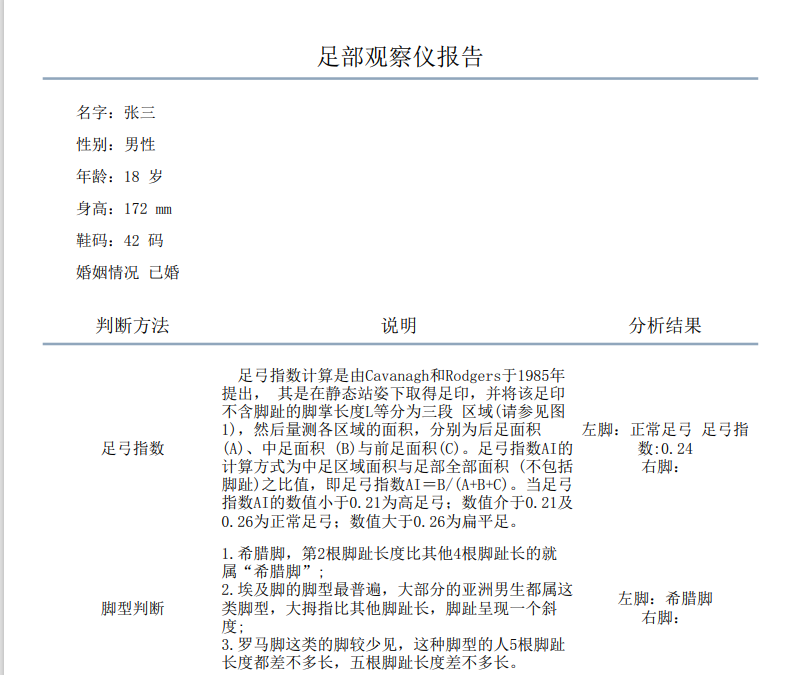 足部观察仪报告
名字: 张三
性别: 男性
年龄: 18 岁
身高: 172 mm
鞋码: 42 码
婚姻情况 已婚
判断方法 说明 分析结果
足弓指数
足弓指数计算是由Cavanagh和Rodgers于1985年
提出, 其是在静态站姿下取得足印,并将该足印
不含脚趾的脚掌长度L等分为三段 区域(请参见图
1),然后量测各区域的面积,分别为后足面积
(A)、中足面积 (B)与前足面积(C)。足弓指数AI的
计算方式为中足区域面积与足部全部面积 (不包括
脚趾)之比值,即足弓指数AI=B/(A+B+C)。当足弓
指数AI的数值小于0.21为高足弓;数值介于0.21及
0.26为正常足弓;数值大于0.26为扁平足。
左脚: 正常足弓 足弓指
数:0.24
右脚:
脚型判断
1.希腊脚,第2根脚趾长度比其他4根脚趾长的就
属“希腊脚”;
2.埃及脚的脚型最普遍,大部分的亚洲男生都属这
类脚型,大拇指比其他脚趾长,脚趾呈现一个斜
度;
3.罗马脚这类的脚较少见,这种脚型的人5根脚趾
长度都差不多长,五根脚趾长度差不多长。
左脚: 希腊脚
右脚: